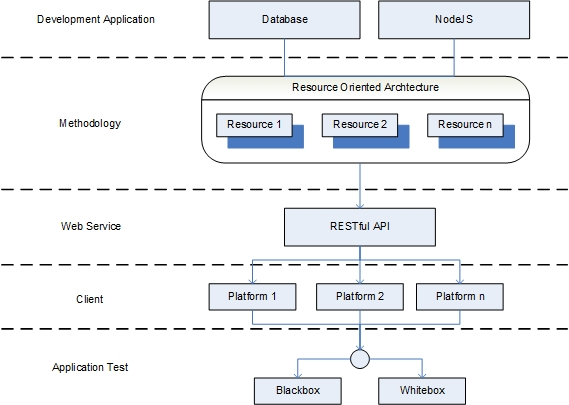 Development Application
Database
NodeJS
Resource Oriented Archtecture
Methodology
Resource 1
Resource 2
Resource n
Web Service
RESTful API
Client
Platform 1
Platform 2
Platform n
Application Test
Blackbox
Whitebox